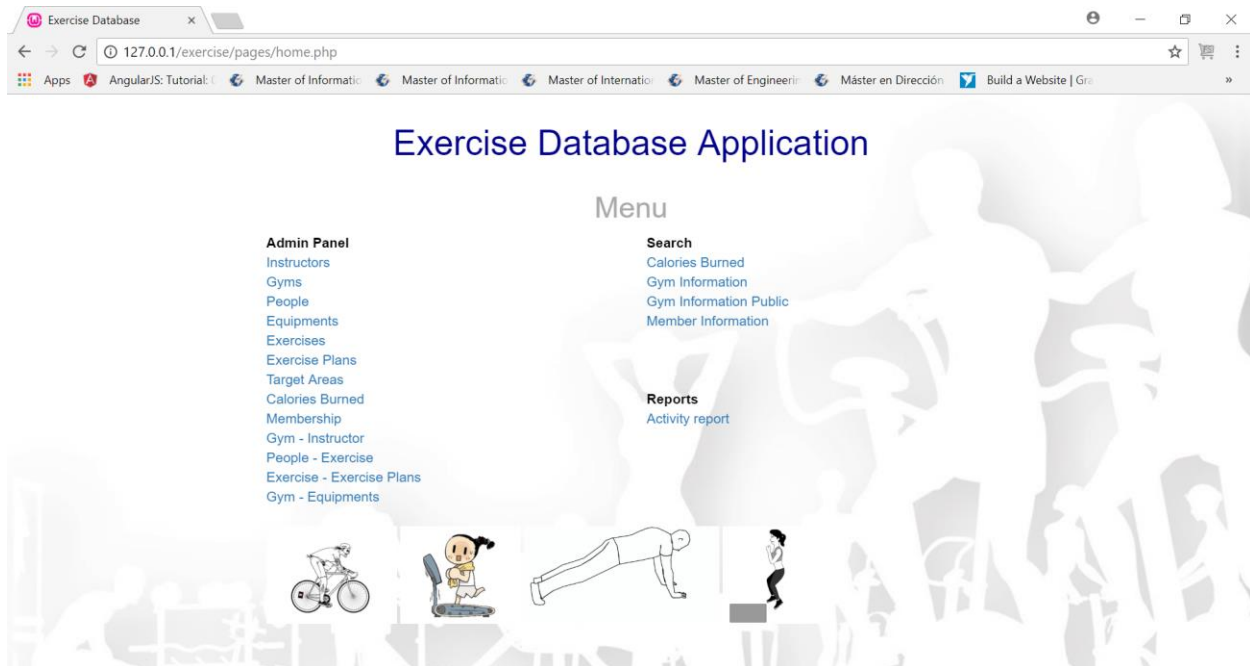 Exercise Database
127.0.0.1/exercise/pages/home.php
Apps
AngularJS: Tutorial:
Master of Informatic
Master of Informatic
Master of Internation
Master of Engineerin
Máster en Dirección
Build a Website | Gra
Exercise Database Application
Menu
Admin Panel
Instructors
Gyms
People
Equipments
Exercises
Exercise Plans
Target Areas
Calories Burned
Membership
Gym - Instructor
People - Exercise
Exercise - Exercise Plans
Gym - Equipments
Search
Calories Burned
Gym Information
Gym Information Public
Member Information
Reports
Activity report